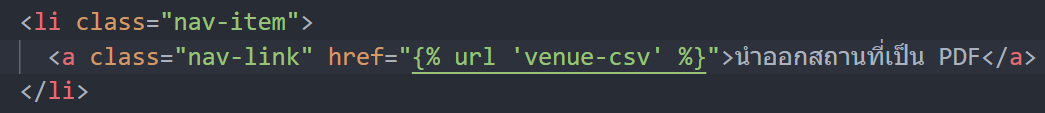 <li class="nav-item">
<a class="nav-link" href="{% url 'venue-csv' %}">นำออกสถานที่เป็น PDF</a>
</li>